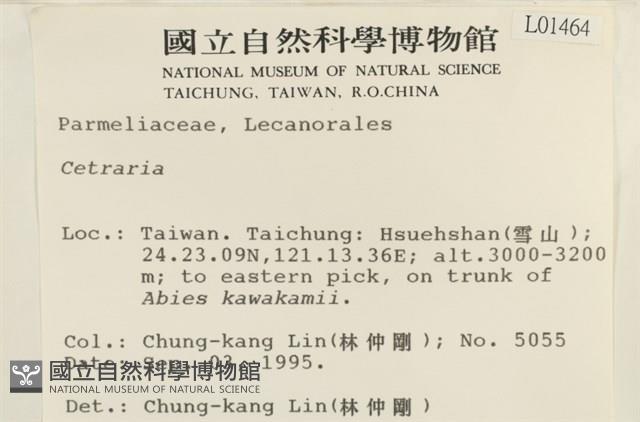 L01464
國立自然科學博物館
NATIONAL MUSEUM OF NATURAL SCIENCE
TAICHUNG, TAIWAN, R.O.CHINA
Parmeliaceae, Lecanorales
Cetraria
Loc.: Taiwan. Taichung: Hsuehshan(雪山);
24.23.09N,121.13.36E; alt.3000-3200
m; to eastern pick, on trunk of
Abies kawakamii.
Col.: Chung-kang Lin(林仲剛); No. 5055
Date: Sep. 03, 1995.
國立自然科學博物館
NATIONAL MUSEUM OF NATURAL SCIENCE
Det.: Chung-kang Lin(林仲剛)